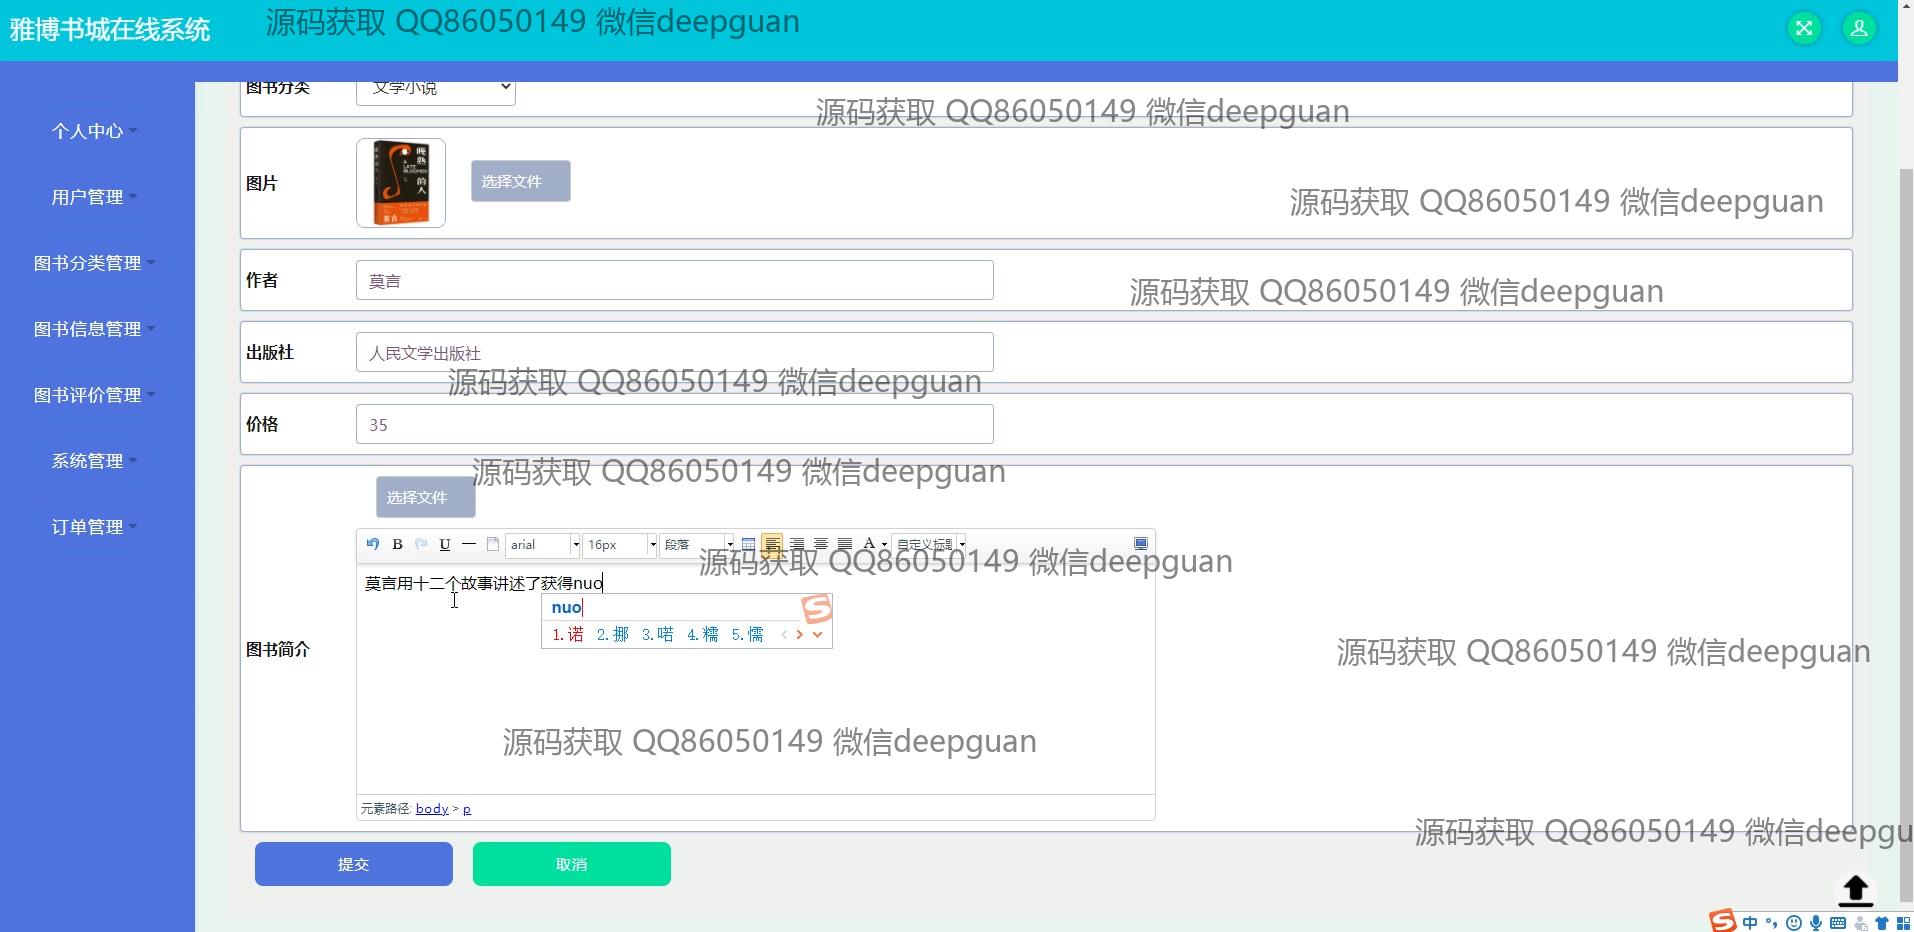 雅博书城在线系统
源码获取 QQ86050149 微信deepguan
个人中心
用户管理
图书分类管理
图书信息管理
图书评价管理
系统管理
订单管理
图书分类
文学小说
源码获取 QQ86050149 微信deepguan
图片
晚熟的人
A LATE BLOOMER
莫言
选择文件
源码获取 QQ86050149 微信deepguan
作者
莫言
源码获取 QQ86050149 微信deepguan
出版社
人民文学出版社
源码获取 QQ86050149 微信deepguan
价格
35
源码获取 QQ86050149 微信deepguan
选择文件
B U arial 16px 段落 A 自定义标题
源码获取 QQ86050149 微信deepguan
莫言用十二个故事讲述了获得nuo
nuo
1.诺 2.挪 3.喏 4.糯 5.懦
图书简介
源码获取 QQ86050149 微信deepguan
源码获取 QQ86050149 微信deepguan
元素路径: body > p
源码获取 QQ86050149 微信deepgu
提交
取消
S 中